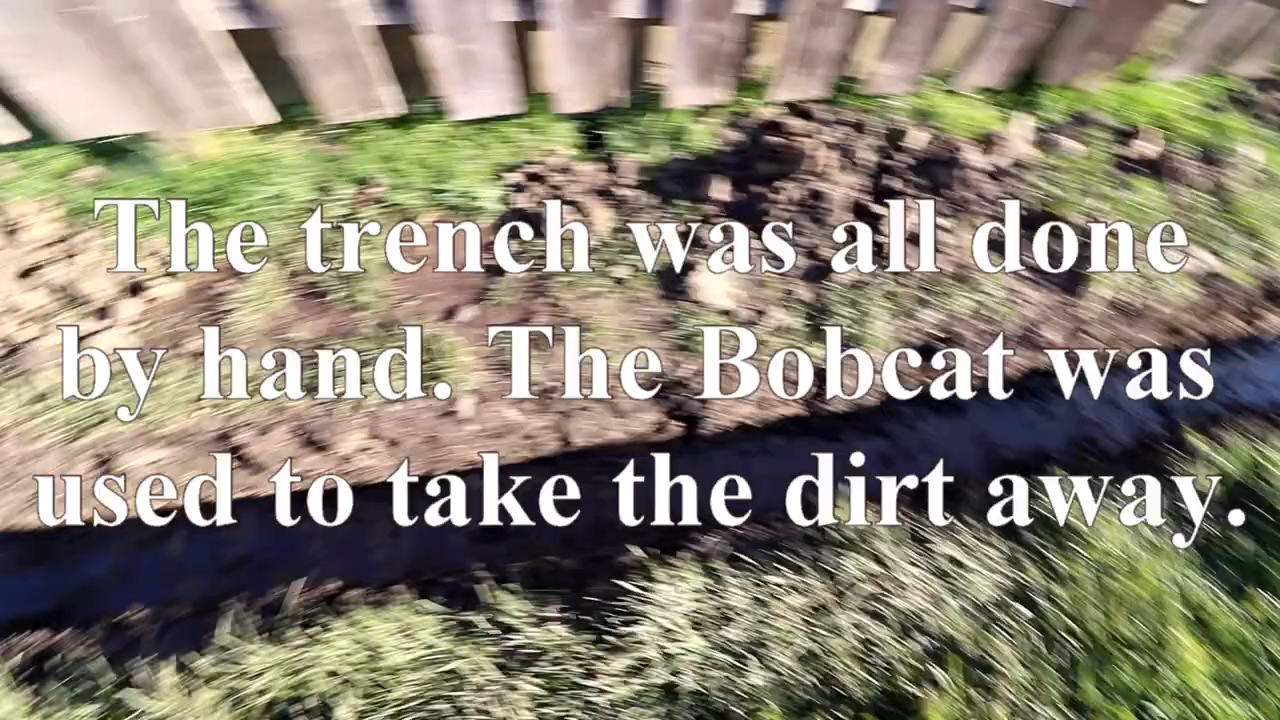 The trench was all done
by hand. The Bobcat was
used to take the dirt away.